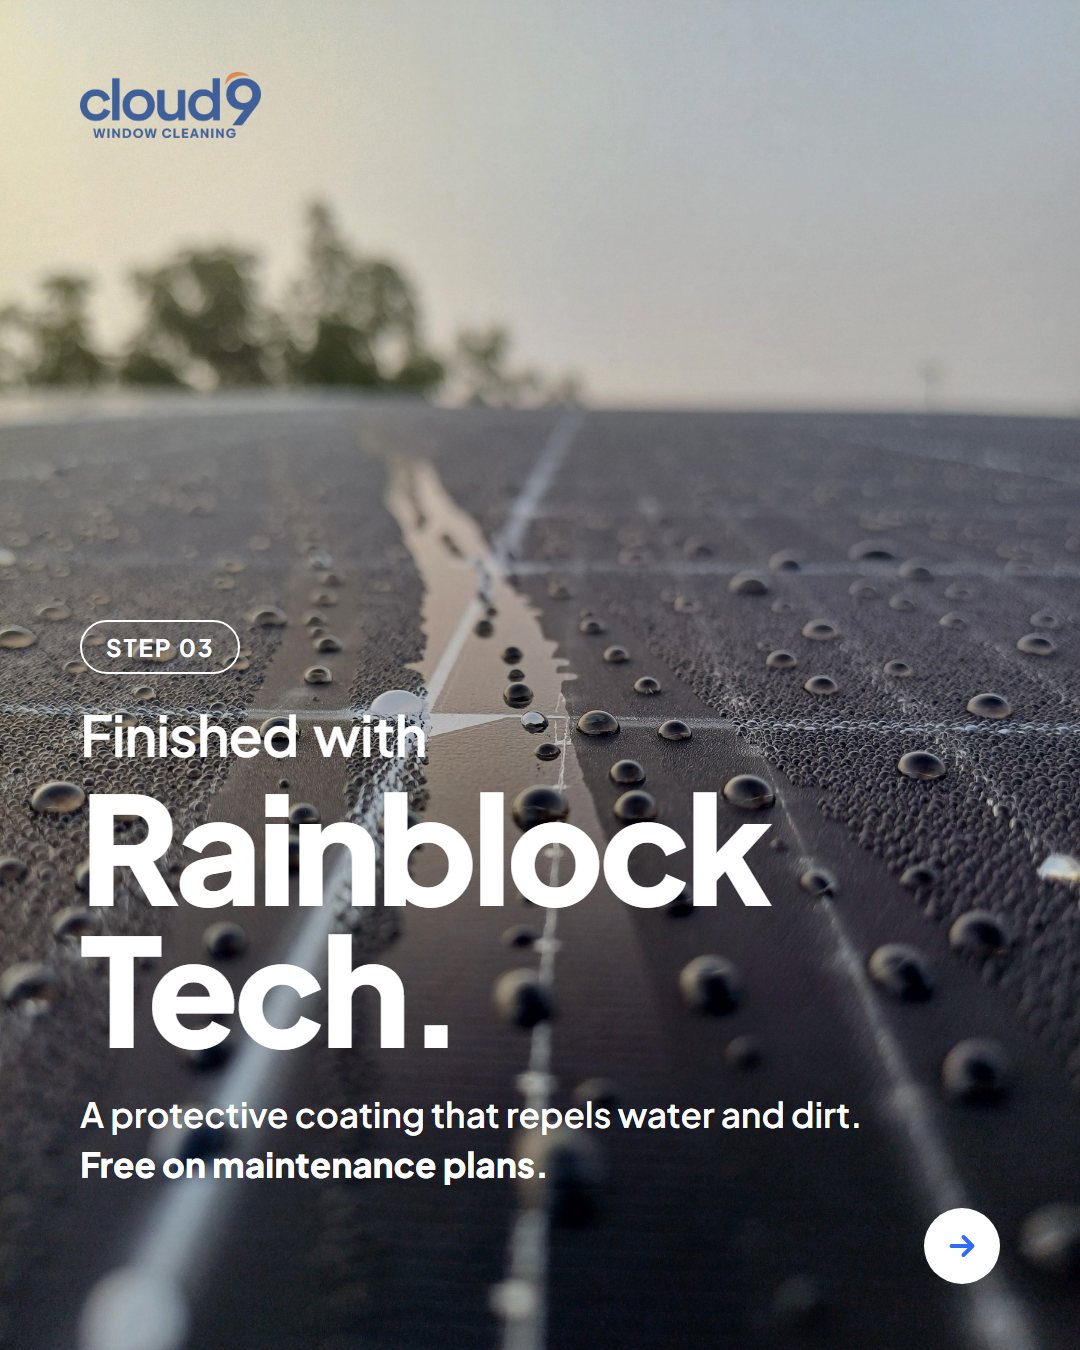 cloud9
WINDOW CLEANING
STEP 03
Finished with
Rainblock
Tech.
A protective coating that repels water and dirt.
Free on maintenance plans.